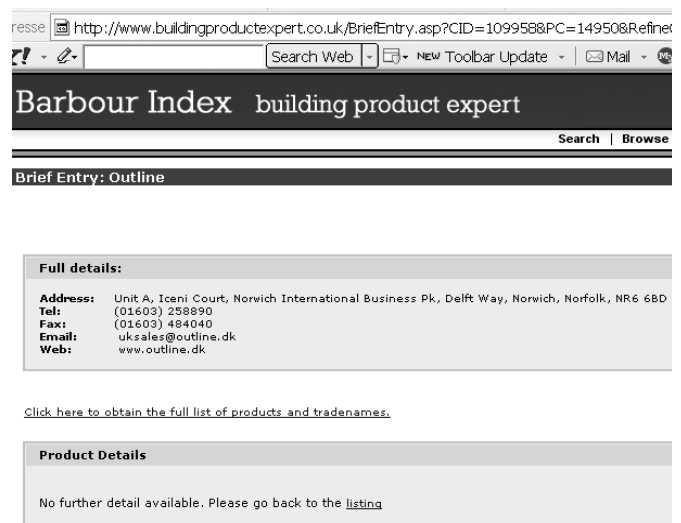 resse http://www.buildingproductexpert.co.uk/BriefEntry.asp?CID=109958&PC=14950&Refine
Y! Search Web NEW Toolbar Update Mail My
Barbour Index building product expert
Search | Browse
Brief Entry: Outline
Full details:
Address: Unit A, Iceni Court, Norwich International Business Pk, Delft Way, Norwich, Norfolk, NR6 6BD
Tel: (01603) 258890
Fax: (01603) 484040
Email: uksales@outline.dk
Web: www.outline.dk
Click here to obtain the full list of products and tradenames.
Product Details
No further detail available. Please go back to the listing